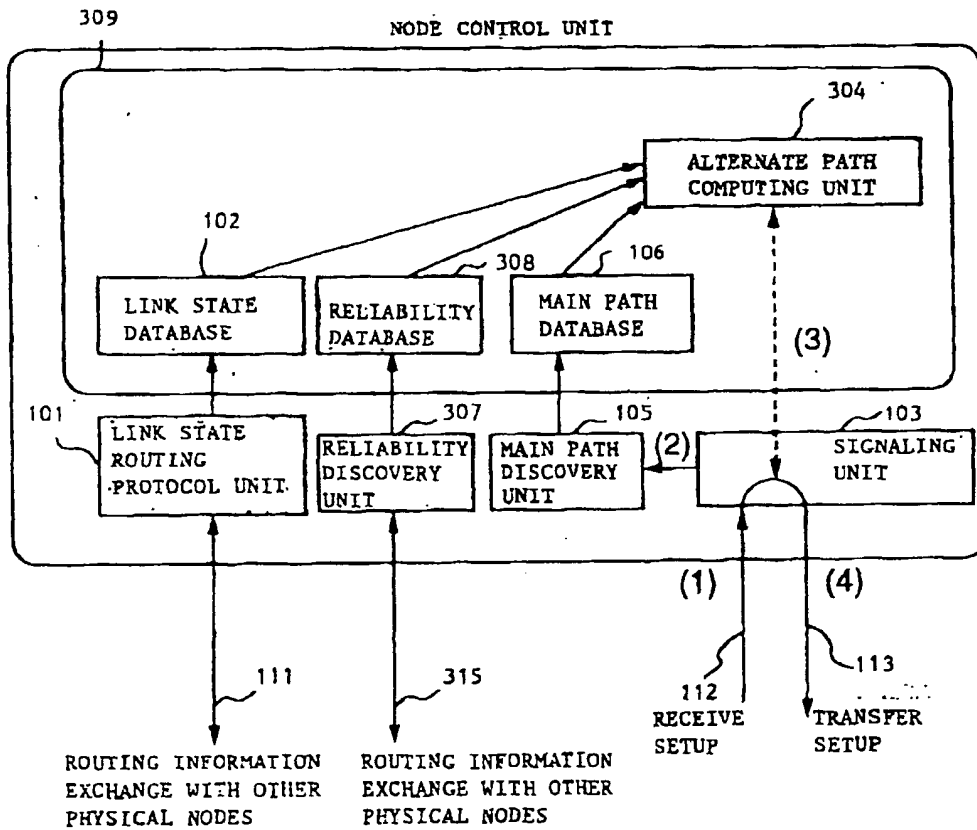 309
NODE CONTROL UNIT
304
ALTERNATE PATH
COMPUTING UNIT
102
308
106
LINK STATE
DATABASE
RELIABILITY
DATABASE
MAIN PATH
DATABASE
(3)
101
307
105
103
LINK STATE
ROUTING
PROTOCOL UNIT
RELIABILITY
DISCOVERY
UNIT
MAIN PATH
DISCOVERY
UNIT
(2)
SIGNALING
UNIT
(1)
(4)
111
315
112
113
RECEIVE
SETUP
TRANSFER
SETUP
ROUTING INFORMATION
EXCHANGE WITH OTHER
PHYSICAL NODES
ROUTING INFORMATION
EXCHANGE WITH OTHER
PHYSICAL NODES